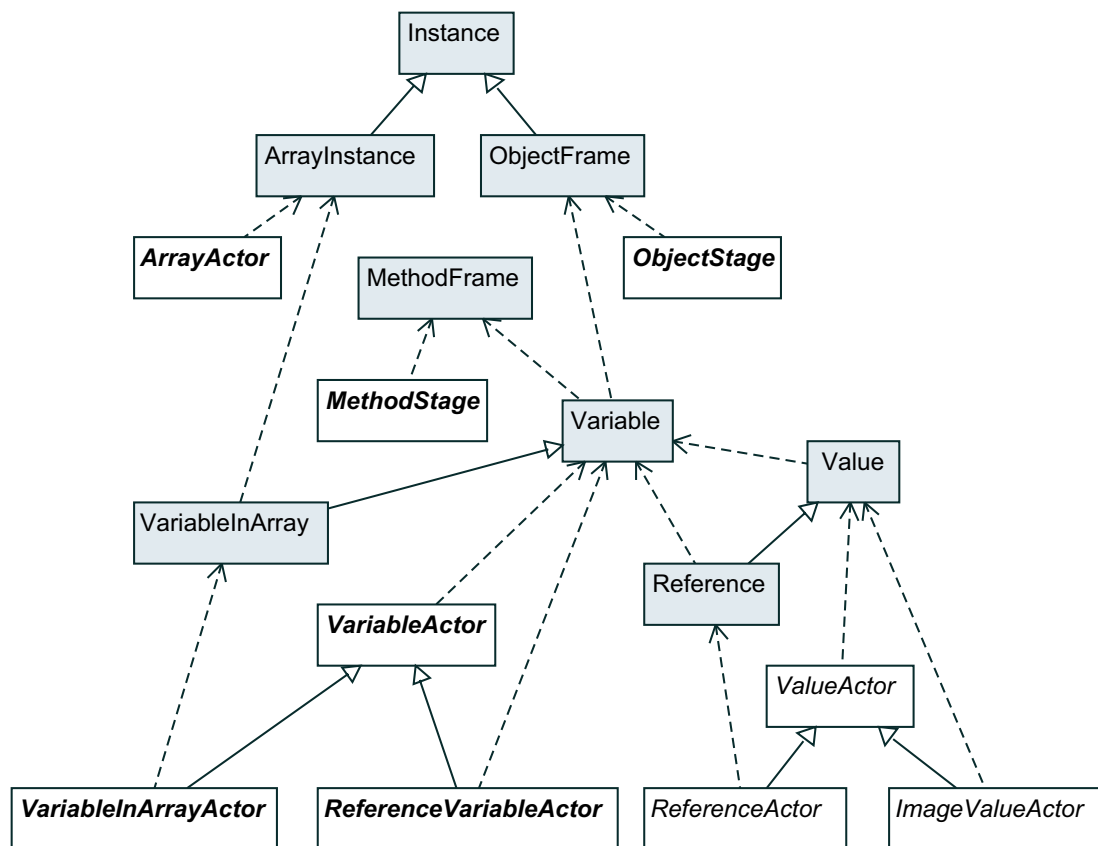 Instance
ArrayInstance
ObjectFrame
ArrayActor
ObjectStage
MethodFrame
MethodStage
Variable
Value
VariableInArray
Reference
VariableActor
ValueActor
VariableInArrayActor
ReferenceVariableActor
ReferenceActor
ImageValueActor